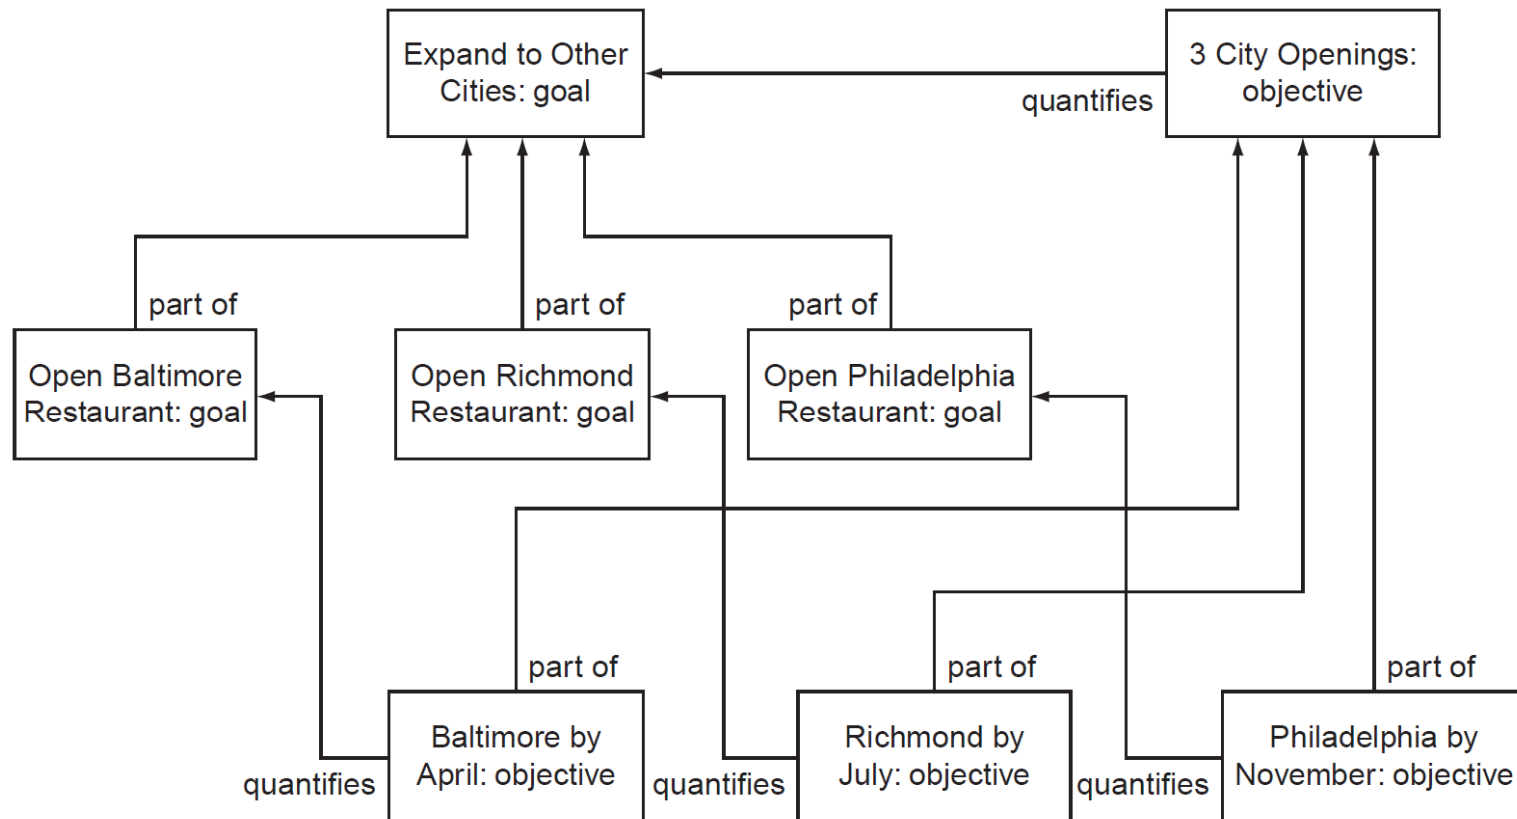 Expand to Other
Cities: goal
3 City Openings:
objective
quantifies
part of
part of
part of
Open Baltimore
Restaurant: goal
Open Richmond
Restaurant: goal
Open Philadelphia
Restaurant: goal
part of
part of
part of
Baltimore by
April: objective
Richmond by
July: objective
Philadelphia by
November: objective
quantifies
quantifies
quantifies